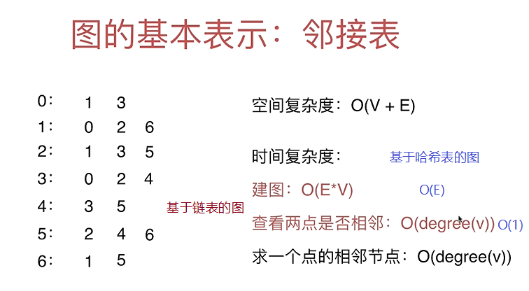 图的基本表示：邻接表
0： 1 3
1： 0 2 6
2： 1 3 5
3： 0 2 4
4： 3 5
5： 2 4 6
6： 1 5
基于链表的图
空间复杂度：O(V + E)
时间复杂度： 基于哈希表的图
建图：O(E*V) O(E)
查看两点是否相邻：O(degree(v)) O(1)
求一个点的相邻节点：O(degree(v))